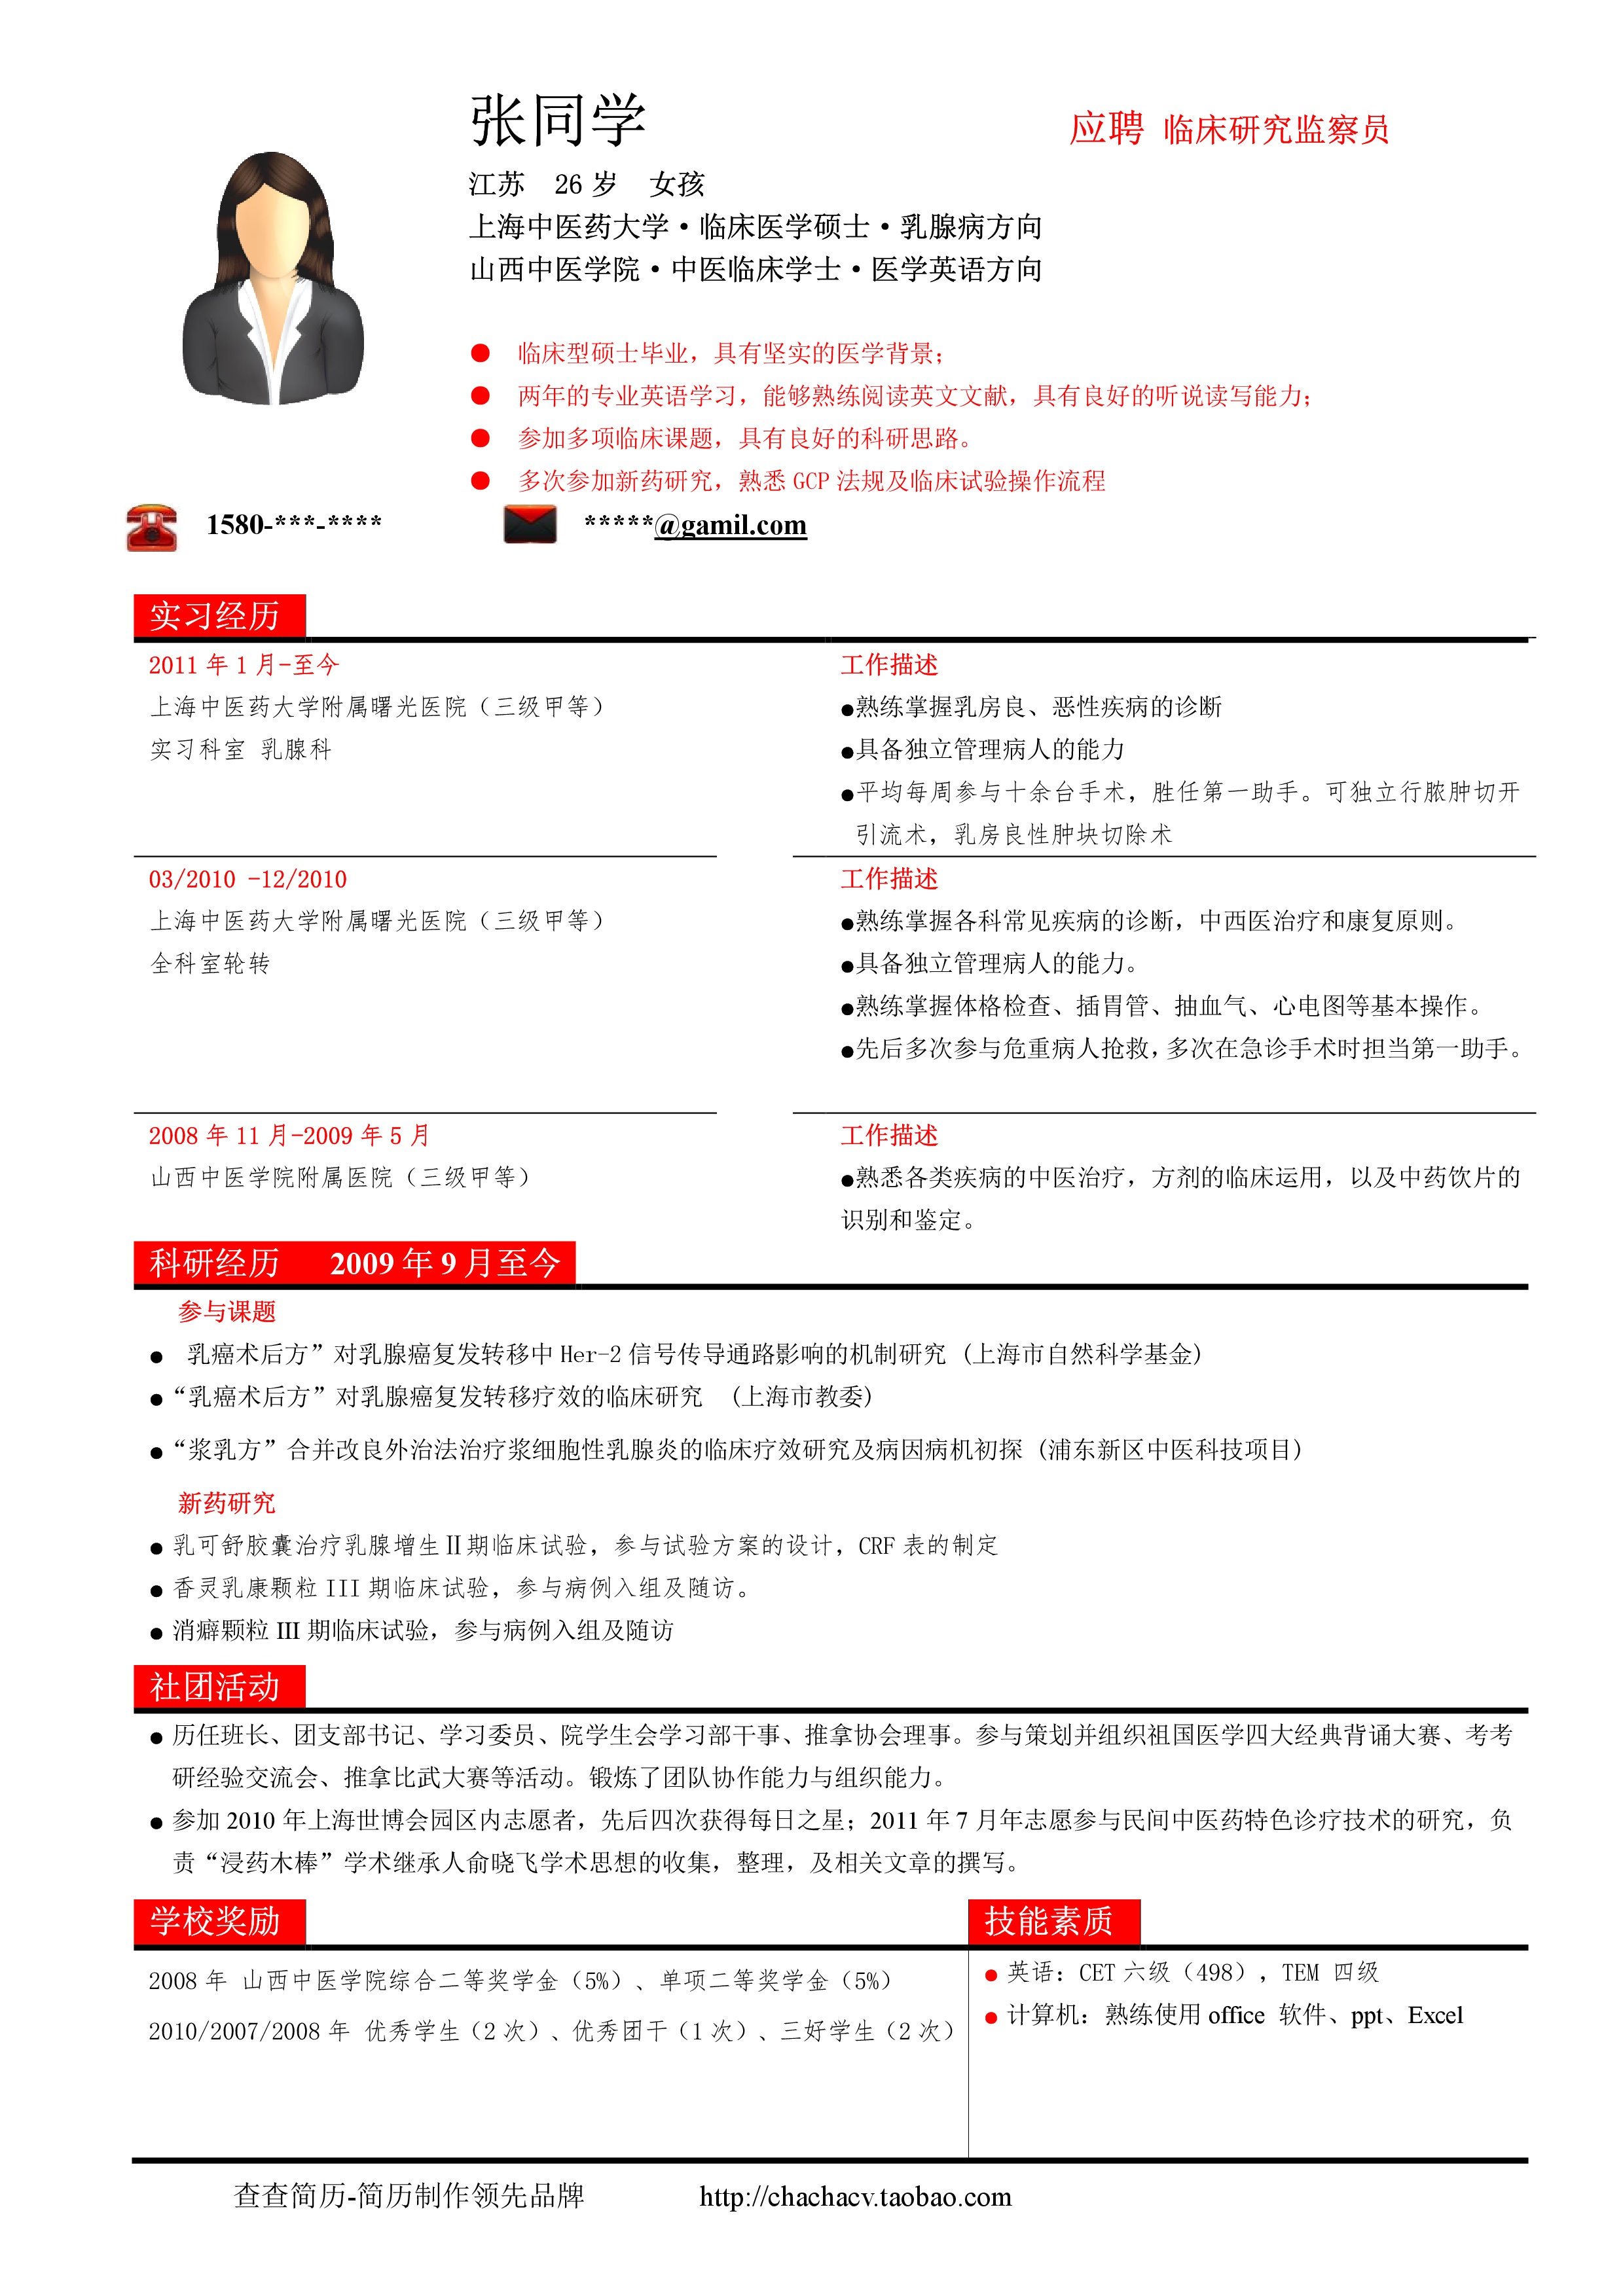 张同学
应聘 临床研究监察员
江苏 26 岁 女孩
上海中医药大学·临床医学硕士·乳腺病方向
山西中医学院·中医临床学士·医学英语方向
● 临床型硕士毕业，具有坚实的医学背景；
● 两年的专业英语学习，能够熟练阅读英文文献，具有良好的听说读写能力；
● 参加多项临床课题，具有良好的科研思路。
● 多次参加新药研究，熟悉 GCP 法规及临床试验操作流程
1580-***-****
*****@gamil.com
实习经历
2011 年 1 月-至今
上海中医药大学附属曙光医院（三级甲等）
实习科室 乳腺科
工作描述
●熟练掌握乳房良、恶性疾病的诊断
●具备独立管理病人的能力
●平均每周参与十余台手术，胜任第一助手。可独立行脓肿切开
引流术，乳房良性肿块切除术
03/2010 -12/2010
上海中医药大学附属曙光医院（三级甲等）
全科室轮转
工作描述
●熟练掌握各科常见疾病的诊断，中西医治疗和康复原则。
●具备独立管理病人的能力。
●熟练掌握体格检查、插胃管、抽血气、心电图等基本操作。
●先后多次参与危重病人抢救，多次在急诊手术时担当第一助手。
2008 年 11 月-2009 年 5 月
山西中医学院附属医院（三级甲等）
工作描述
●熟悉各类疾病的中医治疗，方剂的临床运用，以及中药饮片的
识别和鉴定。
科研经历 2009 年 9 月至今
参与课题
● 乳癌术后方”对乳腺癌复发转移中 Her-2 信号传导通路影响的机制研究 (上海市自然科学基金)
● “乳癌术后方”对乳腺癌复发转移疗效的临床研究 (上海市教委)
● “浆乳方”合并改良外治法治疗浆细胞性乳腺炎的临床疗效研究及病因病机初探 (浦东新区中医科技项目)
新药研究
● 乳可舒胶囊治疗乳腺增生Ⅱ期临床试验，参与试验方案的设计，CRF 表的制定
● 香灵乳康颗粒 III 期临床试验，参与病例入组及随访。
● 消癖颗粒 III 期临床试验，参与病例入组及随访
社团活动
● 历任班长、团支部书记、学习委员、院学生会学习部干事、推拿协会理事。参与策划并组织祖国医学四大经典背诵大赛、考考
研经验交流会、推拿比武大赛等活动。锻炼了团队协作能力与组织能力。
● 参加 2010 年上海世博会园区内志愿者，先后四次获得每日之星；2011 年 7 月年志愿参与民间中医药特色诊疗技术的研究，负
责“浸药木棒”学术继承人俞晓飞学术思想的收集，整理，及相关文章的撰写。
学校奖励
2008 年 山西中医学院综合二等奖学金（5%）、单项二等奖学金（5%）
2010/2007/2008 年 优秀学生（2 次）、优秀团干（1 次）、三好学生（2 次）
技能素质
● 英语：CET 六级（498），TEM 四级
● 计算机：熟练使用 office 软件、ppt、Excel
查查简历-简历制作领先品牌 http://chachacv.taobao.com